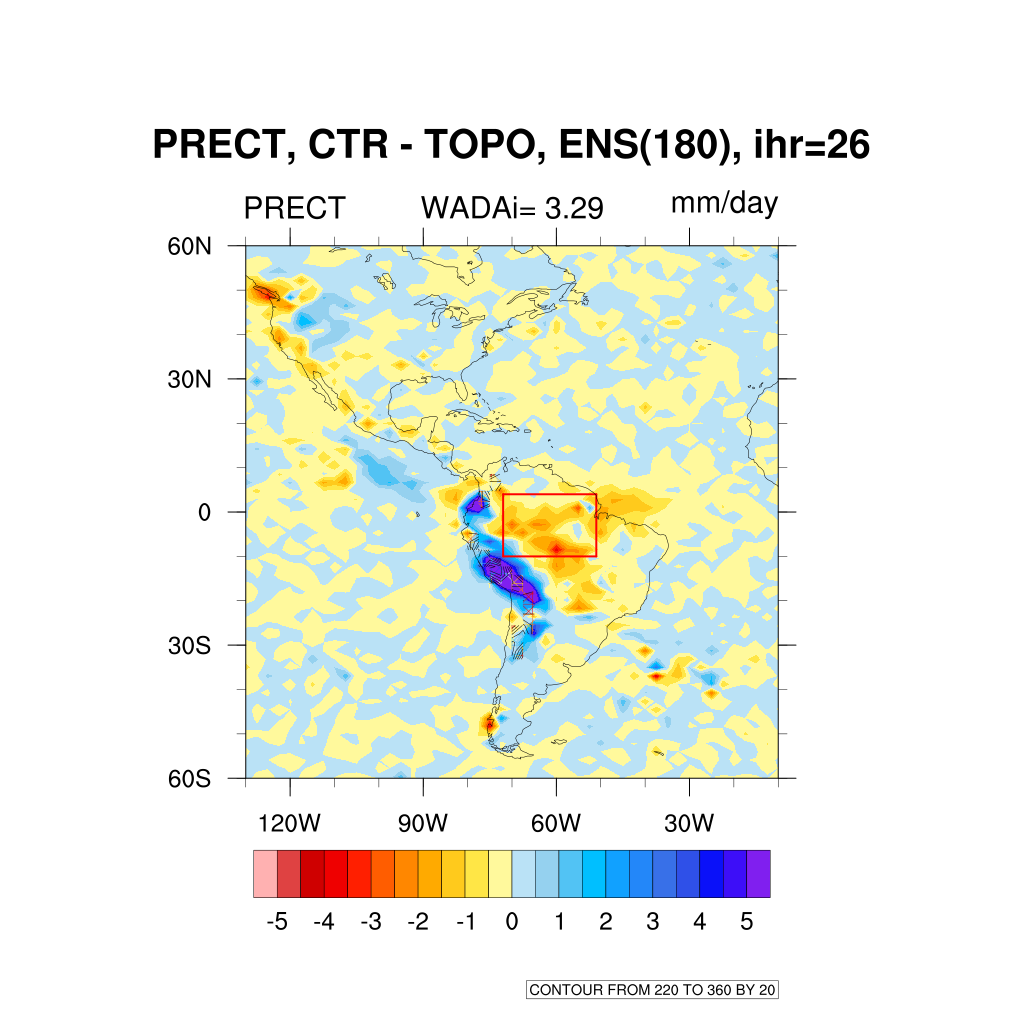 PRECT, CTR - TOPO, ENS(180), ihr=26
PRECT WADAi= 3.29 mm/day
60N
30N
0
30S
60S
120W 90W 60W 30W
-5 -4 -3 -2 -1 0 1 2 3 4 5
CONTOUR FROM 220 TO 360 BY 20